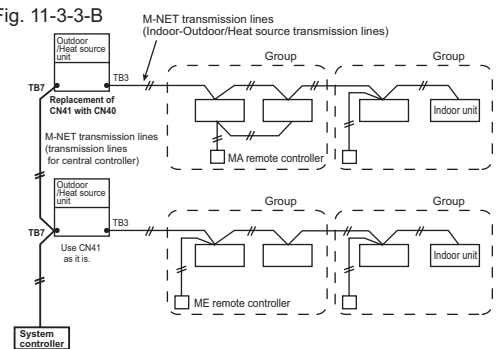 Fig. 11-3-3-B
M-NET transmission lines
(Indoor-Outdoor/Heat source transmission lines)
Outdoor
/Heat source
unit
Group
Group
TB7
TB3
Replacement of
CN41 with CN40
Indoor unit
M-NET transmission lines
(transmission lines
for central controller)
MA remote controller
Outdoor
/Heat source
unit
Group
Group
TB7
TB3
Use CN41
as it is.
Indoor unit
ME remote controller
System
controller